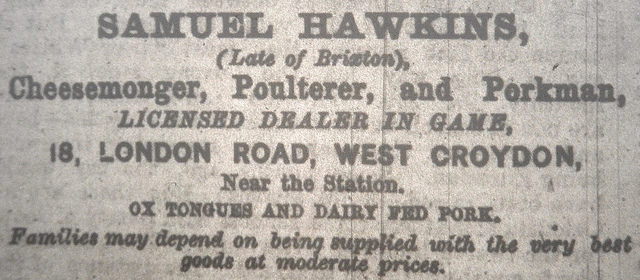 SAMUEL HAWKINS,
(Late of Brixton),
Cheesemonger, Poulterer, and Porkman,
LICENSED DEALER IN GAME,
18, LONDON ROAD, WEST CROYDON,
Near the Station.
OX TONGUES AND DAIRY FED PORK.
Families may depend on being supplied with the very best
goods at moderate prices.